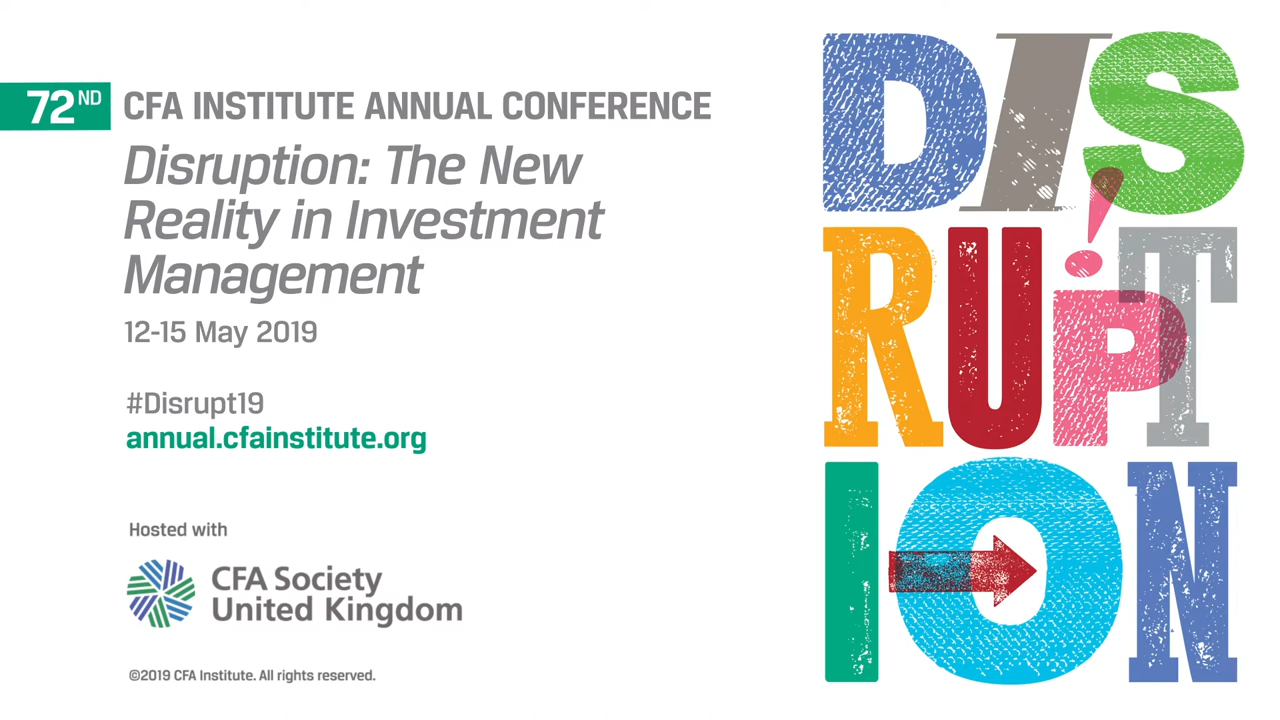 72ND CFA INSTITUTE ANNUAL CONFERENCE
Disruption: The New
Reality in Investment
Management
12-15 May 2019
#Disrupt19
annual.cfainstitute.org
Hosted with
CFA Society
United Kingdom
©2019 CFA Institute. All rights reserved.
DIS
RUPT!
ION